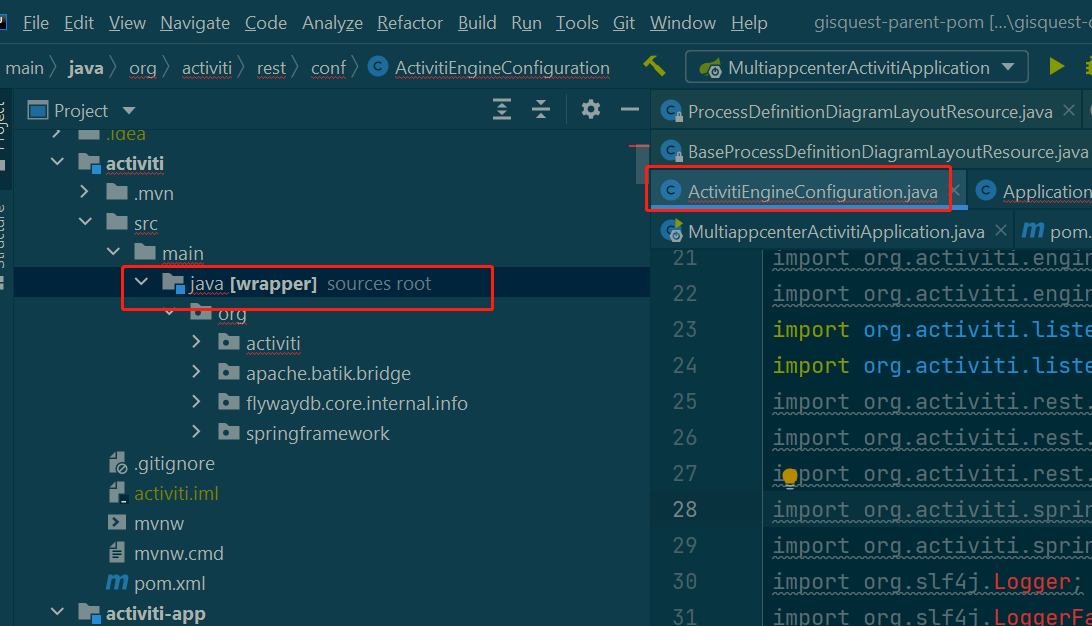 File Edit View Navigate Code Analyze Refactor Build Run Tools Git Window Help gisquest-parent-pom [...\gisquest-
main java org activiti rest conf ActivitiEngineConfiguration MultiappcenterActivitiApplication
Project
ProcessDefinitionDiagramLayoutResource.java
.idea
BaseProcessDefinitionDiagramLayoutResource.java
activiti
ActivitiEngineConfiguration.java
Application
.mvn
src
MultiappcenterActivitiApplication.java
pom.
main
java [wrapper] sources root
org
activiti
apache.batik.bridge
flywaydb.core.internal.info
springframework
.gitignore
activiti.iml
mvnw
mvnw.cmd
pom.xml
activiti-app
21 import org.activiti.engin
22 import org.activiti.engin
23 import org.activiti.liste
24 import org.activiti.liste
25 import org.activiti.rest.
26 import org.activiti.rest.
27 import org.activiti.rest.
28 import org.activiti.sprin
29 import org.activiti.sprin
30 import org.slf4j.Logger;
31 import org.slf4j.LoggerFa